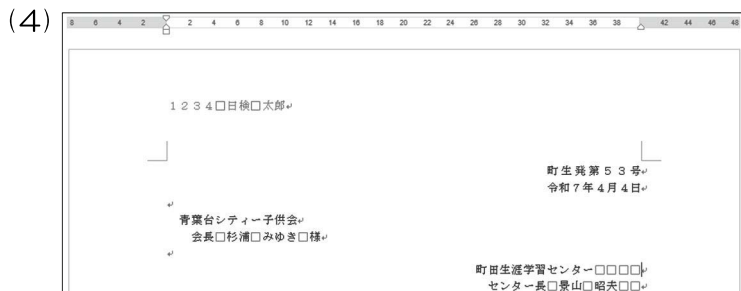 (4)
8 6 4 2 2 4 6 8 10 12 14 16 18 20 22 24 26 28 30 32 34 36 38 42 44 46 48
1234□日検□太郎↵
町生発第53号↵
令和7年4月4日↵
↵
青葉台シティー子供会↵
会長□杉浦□みゆき□様↵
↵
町田生涯学習センター□□□□↵
センター長□景山□昭夫□□↵